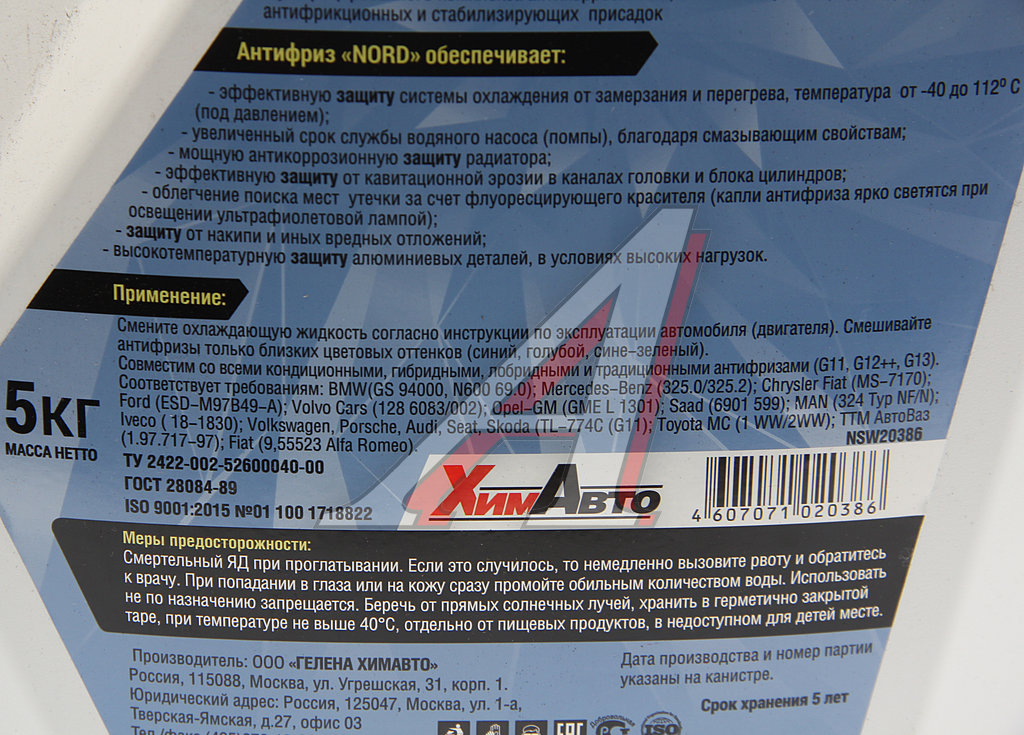 антифрикционных и стабилизирующих присадок
Антифриз «NORD» обеспечивает:
- эффективную защиту системы охлаждения от замерзания и перегрева, температура от -40 до 112º С
(под давлением);
- увеличенный срок службы водяного насоса (помпы), благодаря смазывающим свойствам;
- мощную антикоррозионную защиту радиатора;
- эффективную защиту от кавитационной эрозии в каналах головки и блока цилиндров;
- облегчение поиска мест утечки за счет флуоресцирующего красителя (капли антифриза ярко светятся при
освещении ультрафиолетовой лампой);
- защиту от накипи и иных вредных отложений;
- высокотемпературную защиту алюминиевых деталей, в условиях высоких нагрузок.
Применение:
Смените охлаждающую жидкость согласно инструкции по эксплуатации автомобиля (двигателя). Смешивайте
антифризы только близких цветовых оттенков (синий, голубой, сине-зеленый).
Совместим со всеми кондиционными, гибридными, лобридными и традиционными антифризами (G11, G12++, G13).
Соответствует требованиям: BMW(GS 94000, N600 69.0); Mercedes-Benz (325.0/325.2); Chrysler Fiat (MS-7170);
Ford (ESD-M97B49-A); Volvo Cars (128 6083/002); Opel-GM (GME L 1301); Saad (6901 599); MAN (324 Typ NF/N);
Iveco ( 18-1830); Volkswagen, Porsche, Audi, Seat, Skoda (TL-774C (G11); Toyota MC (1 WW/2WW); ТТМ АвтоВаз
(1.97.717-97); Fiat (9,55523 Alfa Romeo).
NSW20386
5КГ
МАССА НЕТТО
ТУ 2422-002-52600040-00
ГОСТ 28084-89
ISO 9001:2015 №01 100 1718822
ХимАвто
4 607071 020386
Меры предосторожности:
Смертельный ЯД при проглатывании. Если это случилось, то немедленно вызовите рвоту и обратитесь
к врачу. При попадании в глаза или на кожу сразу промойте обильным количеством воды. Использовать
не по назначению запрещается. Беречь от прямых солнечных лучей, хранить в герметично закрытой
таре, при температуре не выше 40°С, отдельно от пищевых продуктов, в недоступном для детей месте.
Производитель: ООО «ГЕЛЕНА ХИМАВТО»
Россия, 115088, Москва, ул. Угрешская, 31, корп. 1.
Юридический адрес: Россия, 125047, Москва, ул. 1-а,
Тверская-Ямская, д.27, офис 03
Дата производства и номер партии
указаны на канистре.
Срок хранения 5 лет
Добровольная
ISO